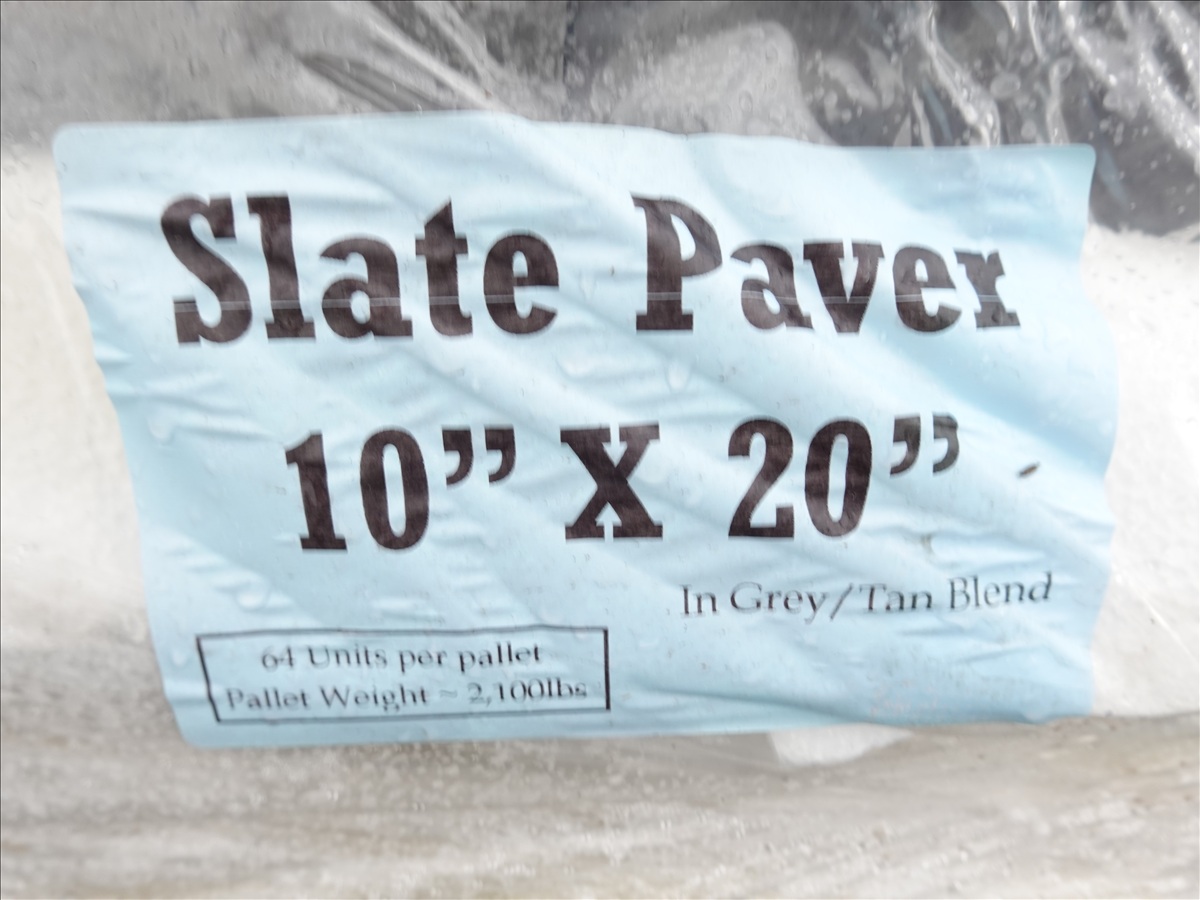 Slate Paver
10” X 20”
In Grey/Tan Blend
64 Units per pallet
Pallet Weight ~ 2,100lbs